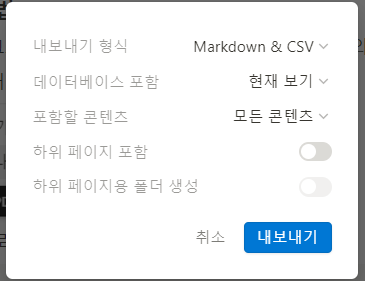 내보내기 형식 Markdown & CSV
데이터베이스 포함 현재 보기
포함할 콘텐츠 모든 콘텐츠
하위 페이지 포함
하위 페이지용 폴더 생성
취소 내보내기